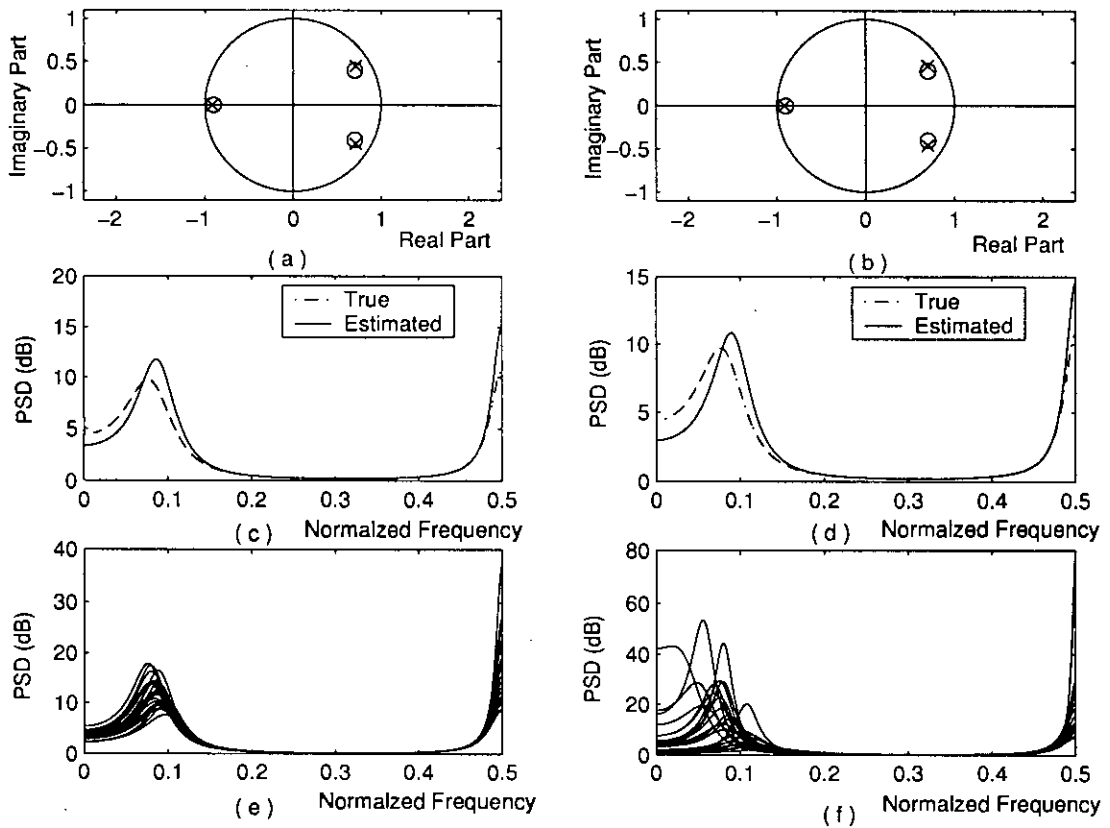 1
0.5
0
−0.5
−1
Imaginary Part
−2 −1 0 1 2
Real Part
( a )
1
0.5
0
−0.5
−1
Imaginary Part
−2 −1 0 1 2
Real Part
( b )
20
15
10
5
0
PSD (dB)
True
Estimated
0 0.1 0.2 0.3 0.4 0.5
( c ) Normalzed Frequency
15
10
5
0
PSD (dB)
True
Estimated
0 0.1 0.2 0.3 0.4 0.5
( d ) Normalzed Frequency
40
30
20
10
0
PSD (dB)
0 0.1 0.2 0.3 0.4 0.5
( e ) Normalzed Frequency
80
60
40
20
0
PSD (dB)
0 0.1 0.2 0.3 0.4 0.5
( f ) Normalzed Frequency